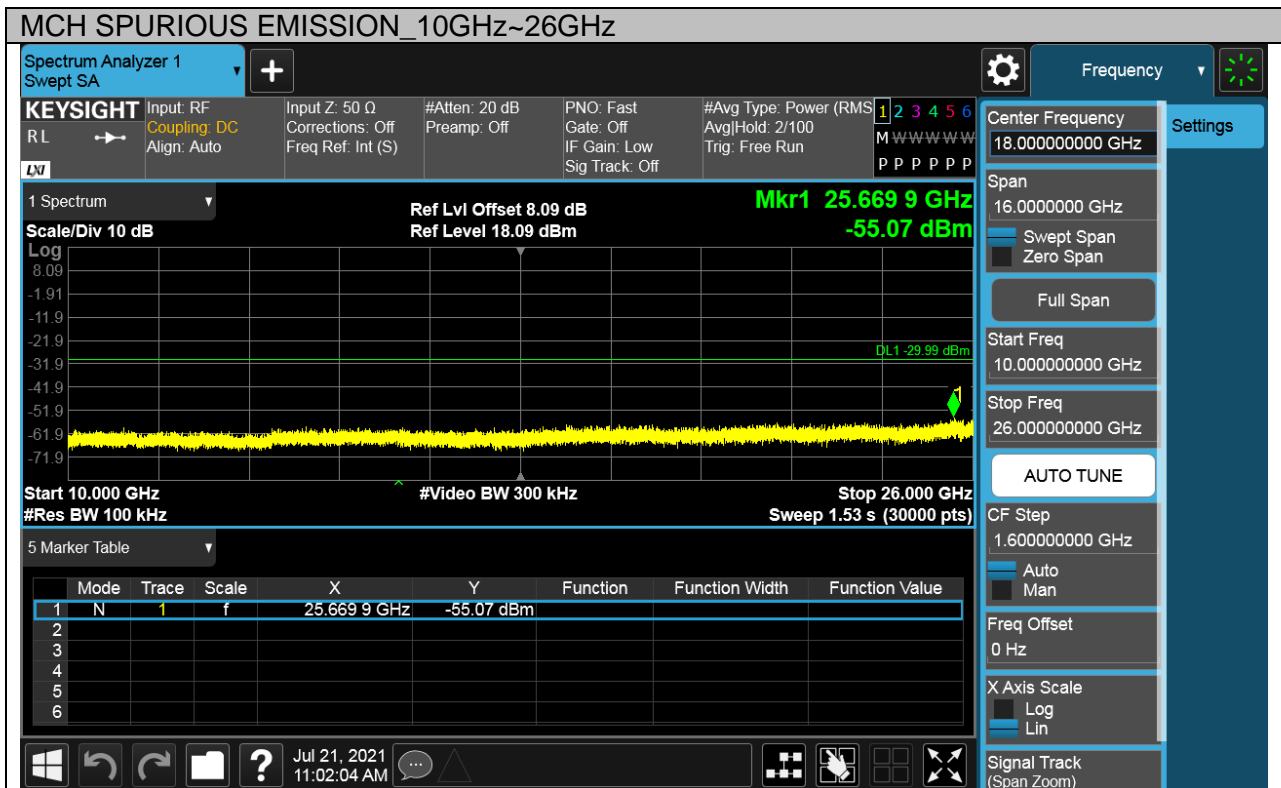 MCH SPURIOUS EMISSION_10GHz~26GHz
Spectrum Analyzer 1
Swept SA
Frequency
KEYSIGHT
RL
LXI
Input: RF
Coupling: DC
Align: Auto
Input Z: 50 Ω
Corrections: Off
Freq Ref: Int (S)
#Atten: 20 dB
Preamp: Off
PNO: Fast
Gate: Off
IF Gain: Low
Sig Track: Off
#Avg Type: Power (RMS
Avg|Hold: 2/100
Trig: Free Run
1 2 3 4 5 6
M W W W W W
P P P P P P
1 Spectrum
Scale/Div 10 dB
Ref Lvl Offset 8.09 dB
Ref Level 18.09 dBm
Mkr1 25.669 9 GHz
-55.07 dBm
Log
8.09
-1.91
-11.9
-21.9
-31.9
-41.9
-51.9
-61.9
-71.9
DL1 -29.99 dBm
1
Start 10.000 GHz
#Video BW 300 kHz
Stop 26.000 GHz
#Res BW 100 kHz
Sweep 1.53 s (30000 pts)
5 Marker Table
Mode Trace Scale X Y Function Function Width Function Value
1 N 1 f 25.669 9 GHz -55.07 dBm
2
3
4
5
6
Jul 21, 2021
11:02:04 AM
Center Frequency
18.000000000 GHz
Settings
Span
16.0000000 GHz
Swept Span
Zero Span
Full Span
Start Freq
10.000000000 GHz
Stop Freq
26.000000000 GHz
AUTO TUNE
CF Step
1.600000000 GHz
Auto
Man
Freq Offset
0 Hz
X Axis Scale
Log
Lin
Signal Track
(Span Zoom)